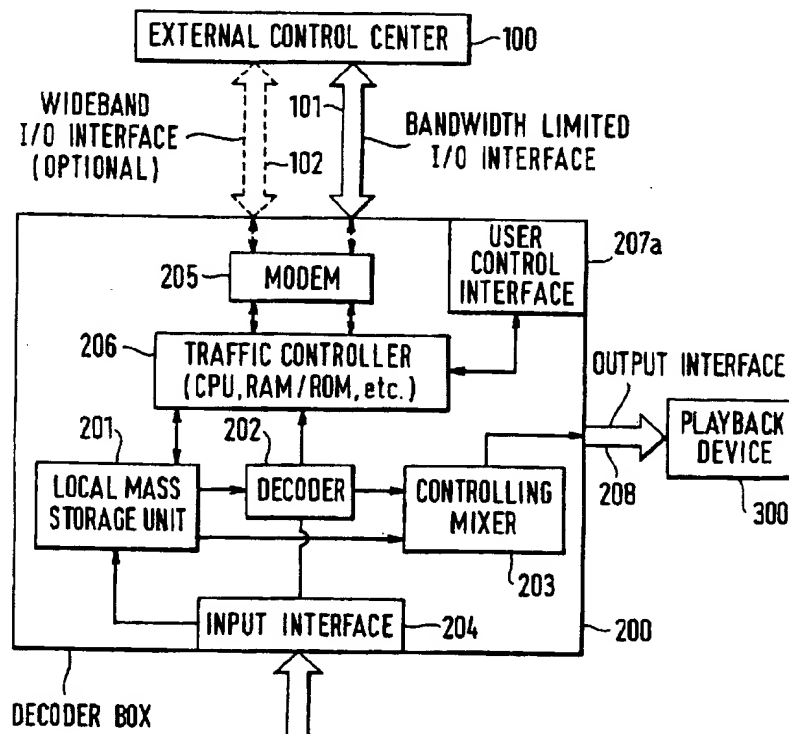 EXTERNAL CONTROL CENTER
100
WIDEBAND
I/O INTERFACE
(OPTIONAL)
101
102
BANDWIDTH LIMITED
I/O INTERFACE
205
MODEM
USER
CONTROL
INTERFACE
207a
206
TRAFFIC CONTROLLER
(CPU, RAM/ROM, etc.)
OUTPUT INTERFACE
201
LOCAL MASS
STORAGE UNIT
202
DECODER
CONTROLLING
MIXER
203
208
PLAYBACK
DEVICE
300
INPUT INTERFACE
204
200
DECODER BOX